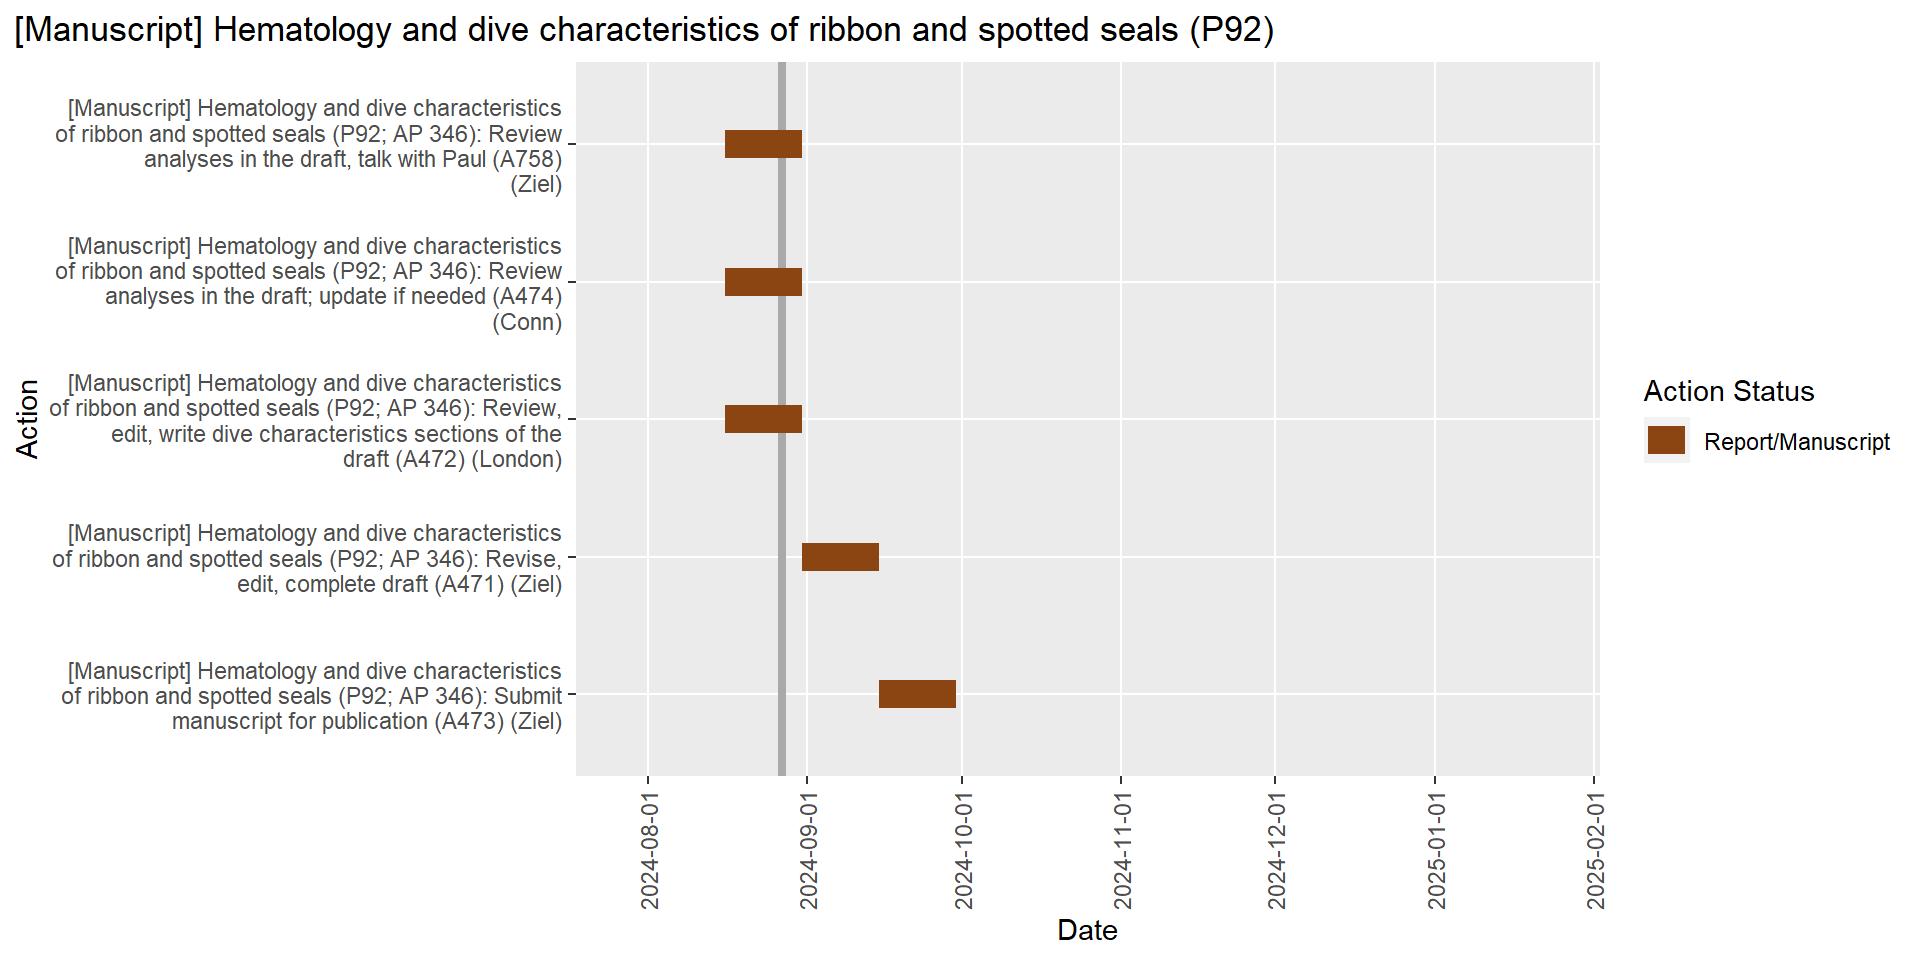 [Manuscript] Hematology and dive characteristics of ribbon and spotted seals (P92)
[Manuscript] Hematology and dive characteristics
of ribbon and spotted seals (P92; AP 346): Review
analyses in the draft, talk with Paul (A758)
(Ziel)
[Manuscript] Hematology and dive characteristics
of ribbon and spotted seals (P92; AP 346): Review
analyses in the draft; update if needed (A474)
(Conn)
[Manuscript] Hematology and dive characteristics
of ribbon and spotted seals (P92; AP 346): Review,
edit, write dive characteristics sections of the
draft (A472) (London)
[Manuscript] Hematology and dive characteristics
of ribbon and spotted seals (P92; AP 346): Revise,
edit, complete draft (A471) (Ziel)
[Manuscript] Hematology and dive characteristics
of ribbon and spotted seals (P92; AP 346): Submit
manuscript for publication (A473) (Ziel)
Action
2024-08-01
2024-09-01
2024-10-01
2024-11-01
2024-12-01
2025-01-01
2025-02-01
Date
Action Status
Report/Manuscript